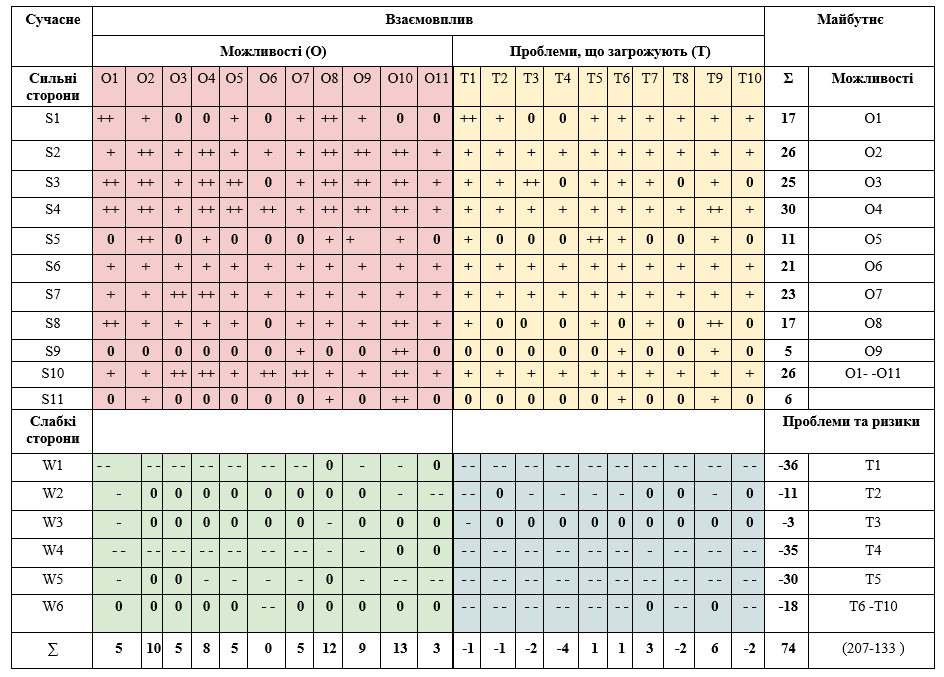 Сучасне Взаємовплив Майбутнє
Можливості (О) Проблеми, що загрожують (Т)
Сильні сторони О1 О2 О3 О4 О5 О6 О7 О8 О9 О10 О11 Т1 Т2 Т3 Т4 Т5 Т6 Т7 Т8 Т9 Т10 Σ Можливості
S1 ++ + 0 0 + 0 + ++ + 0 0 ++ + 0 0 + + + + + + 17 О1
S2 + ++ + ++ + + + ++ ++ ++ + + + + + + + + + + + 26 О2
S3 ++ ++ + ++ ++ 0 + ++ ++ ++ + + + ++ 0 + + + 0 + 0 25 О3
S4 ++ ++ + ++ ++ ++ + ++ ++ ++ + + + + + + + + + ++ + 30 О4
S5 0 ++ 0 + 0 0 0 + + + 0 + 0 0 0 ++ + 0 0 + 0 11 О5
S6 + + + + + + + + + + + + + + + + + + + + + 21 О6
S7 + + ++ ++ + + + + + + + + + + + + + + + + + 23 О7
S8 ++ + + + + 0 + + + ++ + + 0 0 0 + 0 + 0 ++ 0 17 О8
S9 0 0 0 0 0 0 + 0 0 ++ 0 0 0 0 0 0 + 0 0 + 0 5 О9
S10 + + ++ ++ + ++ ++ + + ++ + + + + + + + + + + + 26 О1- -О11
S11 0 + 0 0 0 0 0 + 0 ++ 0 0 0 0 0 0 + 0 0 + 0 6
Слабкі сторони Проблеми та ризики
W1 - - - - - - - - - - - - - - 0 - - 0 - - - - - - - - - - - - - - - - - - - - -36 Т1
W2 - 0 0 0 0 0 0 0 0 - - - - - 0 - - - - 0 0 - 0 -11 Т2
W3 - 0 0 0 0 0 0 - 0 0 0 - 0 0 0 0 0 0 0 0 0 -3 Т3
W4 - - - - - - - - - - - - - - - - 0 0 - - - - - - - - - - - - - - - - - - - -35 Т4
W5 - 0 0 - - - - 0 - - - - - - - - - - - - - - - - - - - - - - - - - -30 Т5
W6 0 0 0 0 0 - - 0 0 0 0 0 - - - - - - - - - - - - 0 - - 0 - - -18 Т6 -Т10
∑ 5 10 5 8 5 0 5 12 9 13 3 -1 -1 -2 -4 1 1 3 -2 6 -2 74 (207-133 )